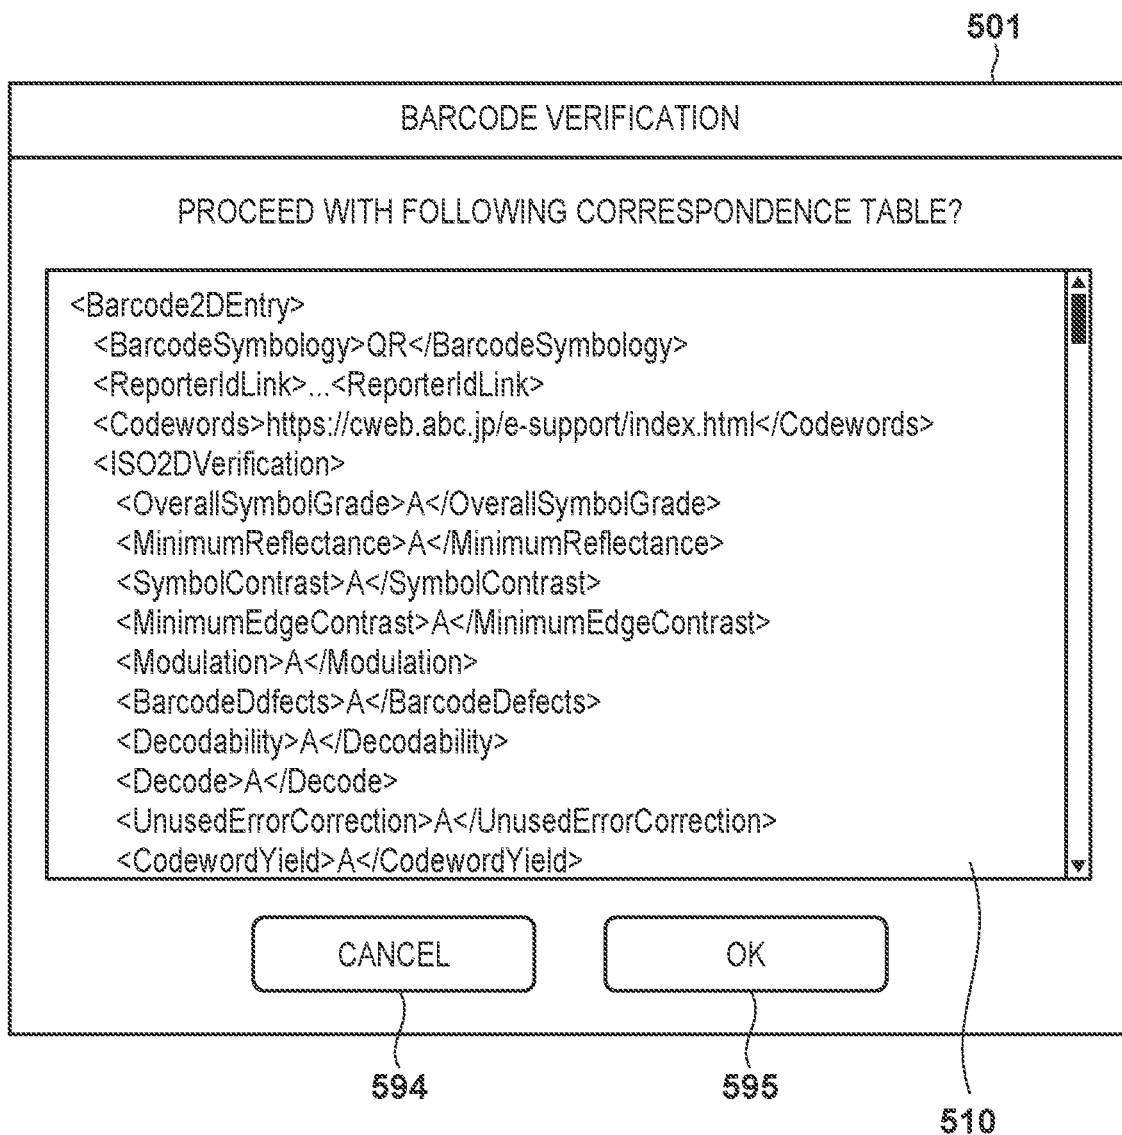 501
BARCODE VERIFICATION
PROCEED WITH FOLLOWING CORRESPONDENCE TABLE?
<Barcode2DEntry>
<BarcodeSymbology>QR</BarcodeSymbology>
<ReporterIdLink>...<ReporterIdLink>
<Codewords>https://cweb.abc.jp/e-support/index.html</Codewords>
<ISO2DVerification>
<OverallSymbolGrade>A</OverallSymbolGrade>
<MinimumReflectance>A</MinimumReflectance>
<SymbolContrast>A</SymbolContrast>
<MinimumEdgeContrast>A</MinimumEdgeContrast>
<Modulation>A</Modulation>
<BarcodeDdfects>A</BarcodeDefects>
<Decodability>A</Decodability>
<Decode>A</Decode>
<UnusedErrorCorrection>A</UnusedErrorCorrection>
<CodewordYield>A</CodewordYield>
CANCEL OK
594 595
510